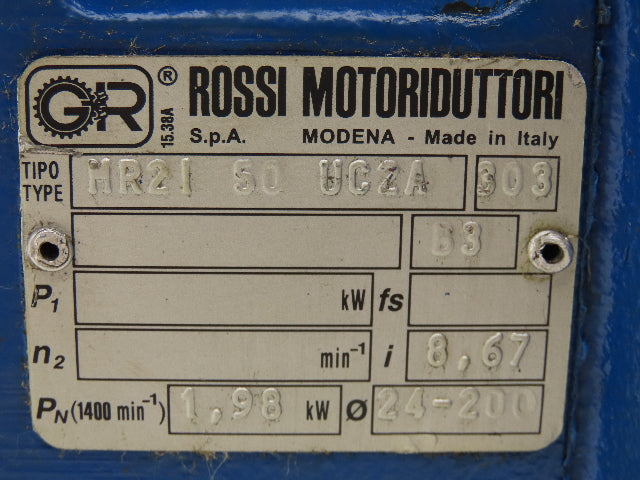 GR ® ROSSI MOTORIDUTTORI
15.38A
S.p.A. MODENA - Made in Italy
TIPO
TYPE MR2I 50 UC2A 303
B3
P1 kW fs
n2 min⁻¹ i 8,67
PN (1400 min⁻¹) 1,98 kW Ø 24-200